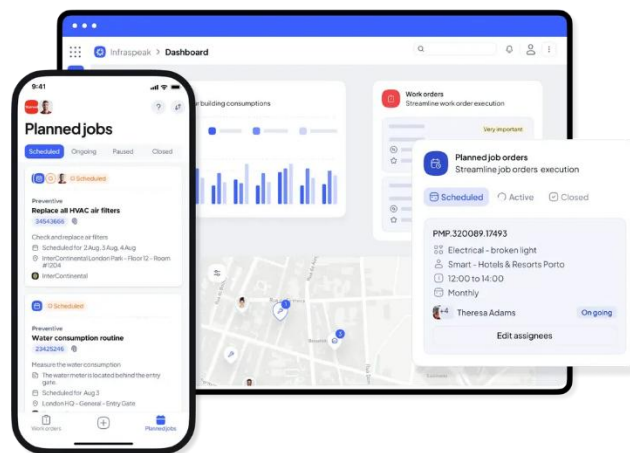 Infraspeak > Dashboard
building consumptions
Work orders
Streamline work order execution
Very important
9:41
Planned jobs
Scheduled
Ongoing
Paused
Closed
Scheduled
Preventive
Replace all HVAC air filters
34543666
Check and replace air filters
Scheduled for 2 Aug, 3 Aug, 4 Aug
InterContinental London Park - Floor 12 - Room
#1204
InterContinental
Scheduled
Preventive
Water consumption routine
23425246
Measure the water consumption
The water meter is located behind the entry
gate.
Scheduled for Aug 3
London HQ - General - Entry Gate
Work orders
Planned jobs
Planned job orders
Streamline job orders execution
Scheduled
Active
Closed
PMP.320089.17493
Electrical - broken light
Smart - Hotels & Resorts Porto
12:00 to 14:00
Monthly
+4
Theresa Adams
On going
Edit assignees
1
2